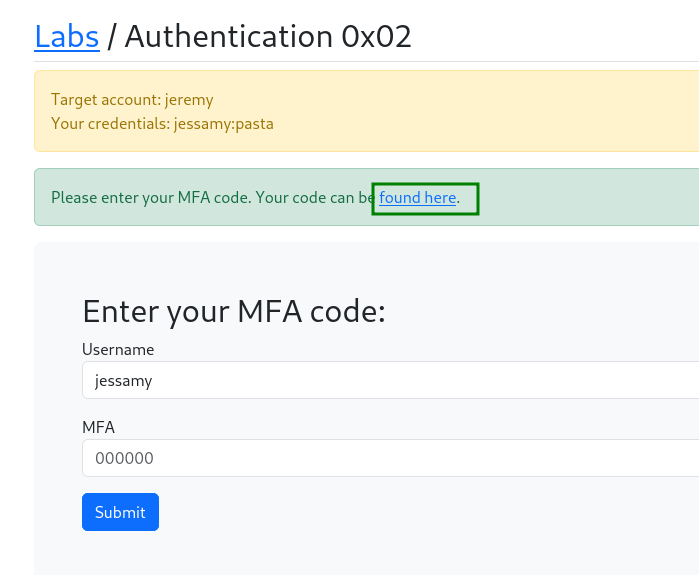 Labs / Authentication 0x02
Target account: jeremy
Your credentials: jessamy:pasta
Please enter your MFA code. Your code can be found here.
Enter your MFA code:
Username
jessamy
MFA
000000
Submit